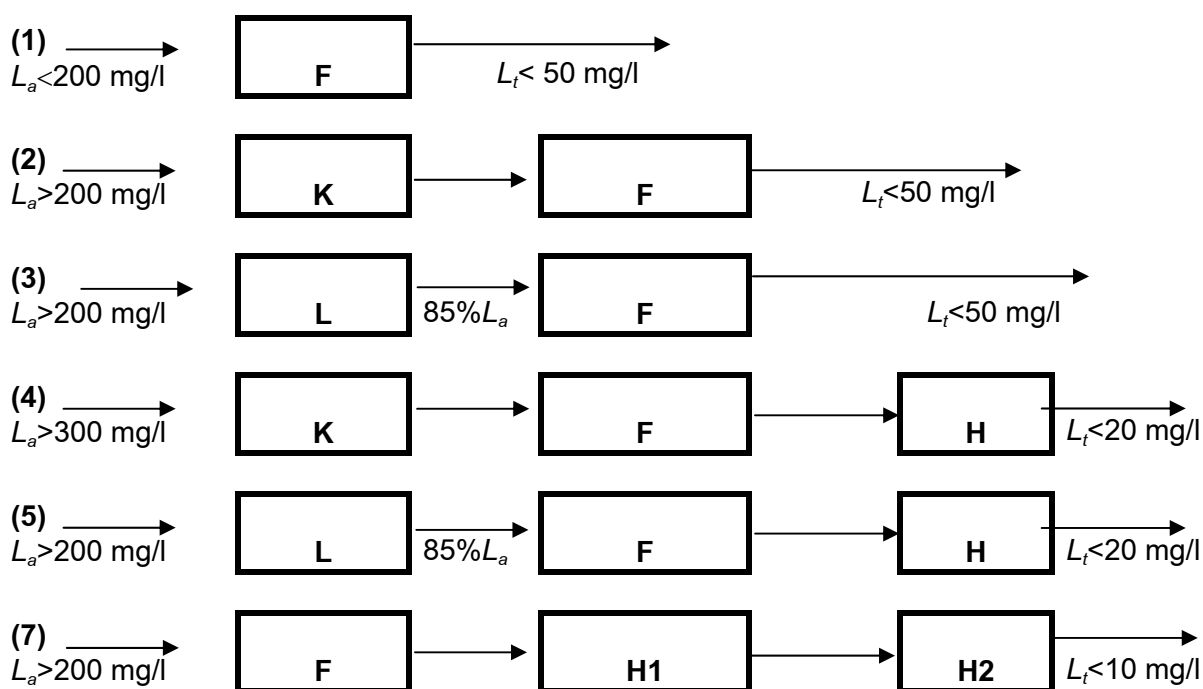 (1)
Lₐ<200 mg/l
F
Lₜ< 50 mg/l
(2)
Lₐ>200 mg/l
K
F
Lₜ<50 mg/l
(3)
Lₐ>200 mg/l
L
85%Lₐ
F
Lₜ<50 mg/l
(4)
Lₐ>300 mg/l
K
F
H
Lₜ<20 mg/l
(5)
Lₐ>200 mg/l
L
85%Lₐ
F
H
Lₜ<20 mg/l
(7)
Lₐ>200 mg/l
F
H1
H2
Lₜ<10 mg/l